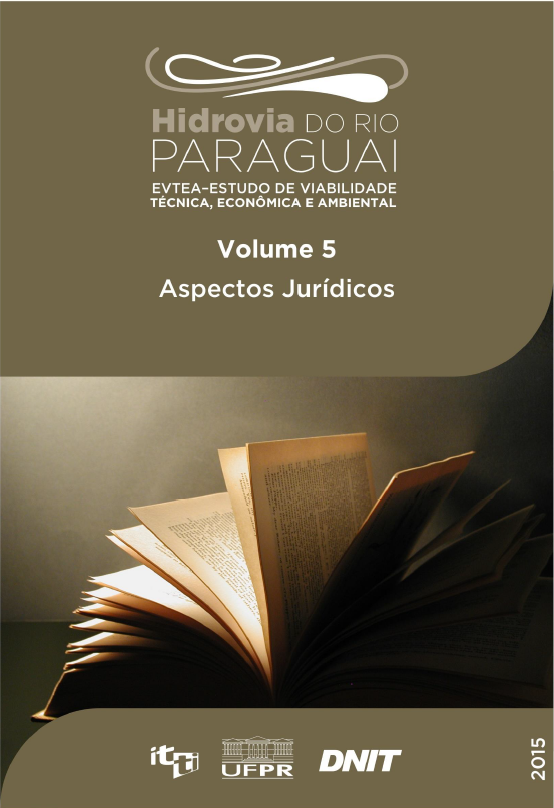 Hidrovia DO RIO
PARAGUAI
EVTEA–ESTUDO DE VIABILIDADE
TÉCNICA, ECONÔMICA E AMBIENTAL
Volume 5
Aspectos Jurídicos
itti
UFPR
DNIT
2015